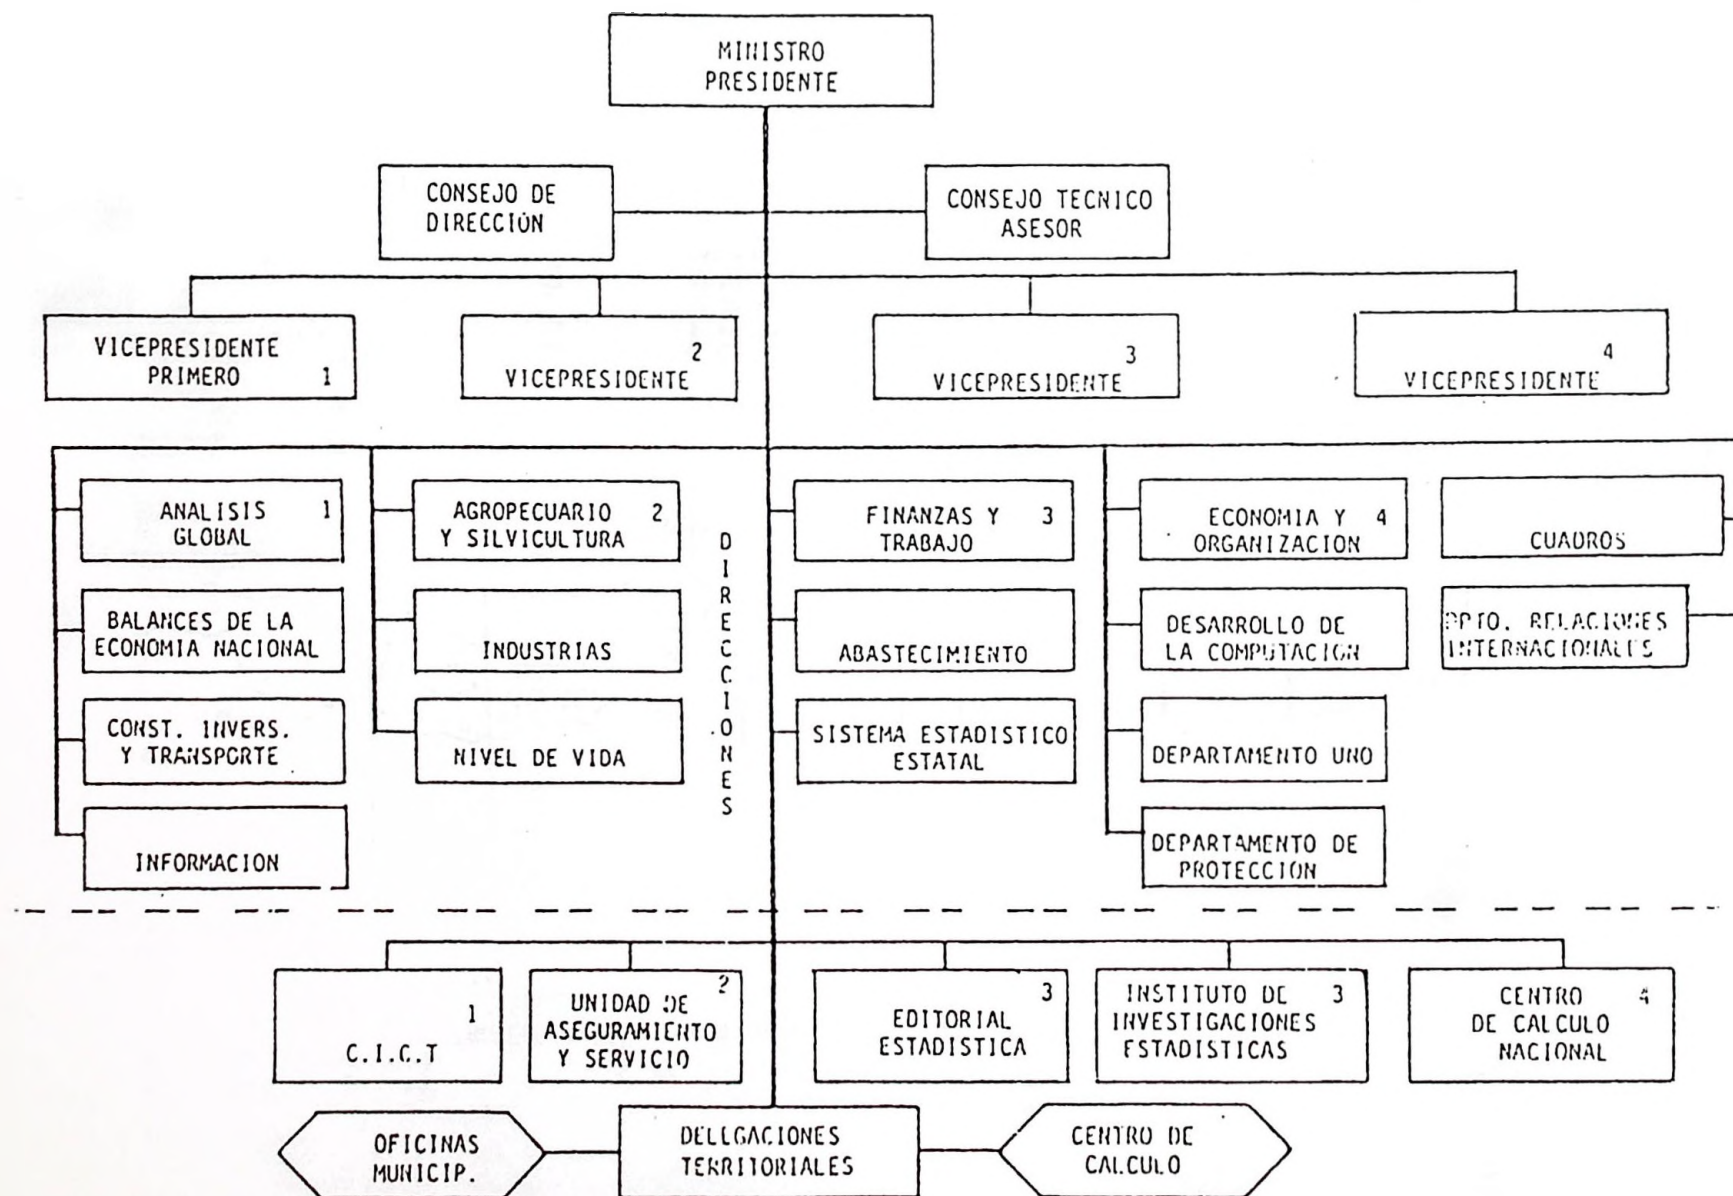 MINISTRO
PRESIDENTE
CONSEJO DE
DIRECCIÓN
CONSEJO TECNICO
ASESOR
VICEPRESIDENTE
PRIMERO 1
2
VICEPRESIDENTE
3
VICEPRESIDENTE
4
VICEPRESIDENTE
ANALISIS 1
GLOBAL
BALANCES DE LA
ECONOMIA NACIONAL
CONST. INVERS.
Y TRANSPORTE
INFORMACION
AGROPECUARIO 2
Y SILVICULTURA
INDUSTRIAS
NIVEL DE VIDA
DIRECCIONES
FINANZAS Y 3
TRABAJO
ABASTECIMIENTO
SISTEMA ESTADISTICO
ESTATAL
ECONOMIA Y 4
ORGANIZACION
DESARROLLO DE
LA COMPUTACION
DEPARTAMENTO UNO
DEPARTAMENTO DE
PROTECCIÓN
CUADROS
DPTO. RELACIONES
INTERNACIONALES
1
C.I.C.T
2
UNIDAD DE
ASEGURAMIENTO
Y SERVICIO
3
EDITORIAL
ESTADISTICA
INSTITUTO DE 3
INVESTIGACIONES
ESTADISTICAS
CENTRO 4
DE CALCULO
NACIONAL
OFICINAS
MUNICIP.
DELEGACIONES
TERRITORIALES
CENTRO DE
CALCULO